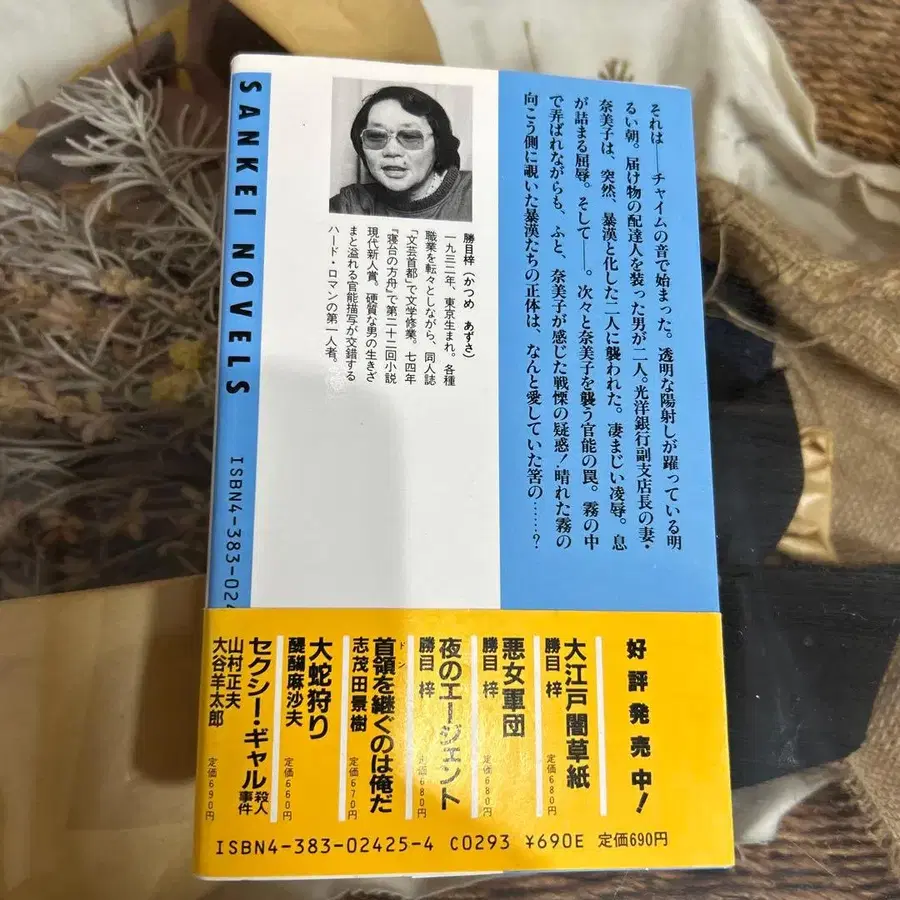 それは――チャイムの音で始まった。透明な陽射しが躍っている明
るい朝。届け物の配達人を装った男が二人。光洋銀行副支店長の妻・
奈美子は、突然、暴漢と化した二人に襲われた。凄まじい凌辱。息
が詰まる屈辱。そして――。次々と奈美子を襲う官能の罠。霧の中
で弄ばれながらも、ふと、奈美子が感じた戦慄の疑惑!晴れた霧の
向こう側に覗いた暴漢たちの正体は、なんと愛していた筈の……?
勝目梓(かつめ あずさ)
一九三二年、東京生まれ。各種
職業を転々としながら、同人誌
「文芸首都」で文学修業。七四年
『寝台の方舟』で第二十二回小説
現代新人賞。硬質な男の生きざ
まと溢れる官能描写が交錯する
ハード・ロマンの第一人者。
SANKEI NOVELS
ISBN4-383-024
好評発売中!
大江戸闇草紙
勝目 梓
定価680円
悪女軍団
勝目 梓
定価680円
夜のエージェント
勝目 梓
定価680円
首領を継ぐのは俺だ
ドン
志茂田景樹
定価670円
大蛇狩り
醍醐麻沙夫
定価660円
セクシー・ギャル殺人事件
山村正夫
大谷羊太郎
定価690円
ISBN4-383-02425-4 C0293 ¥690E 定価690円